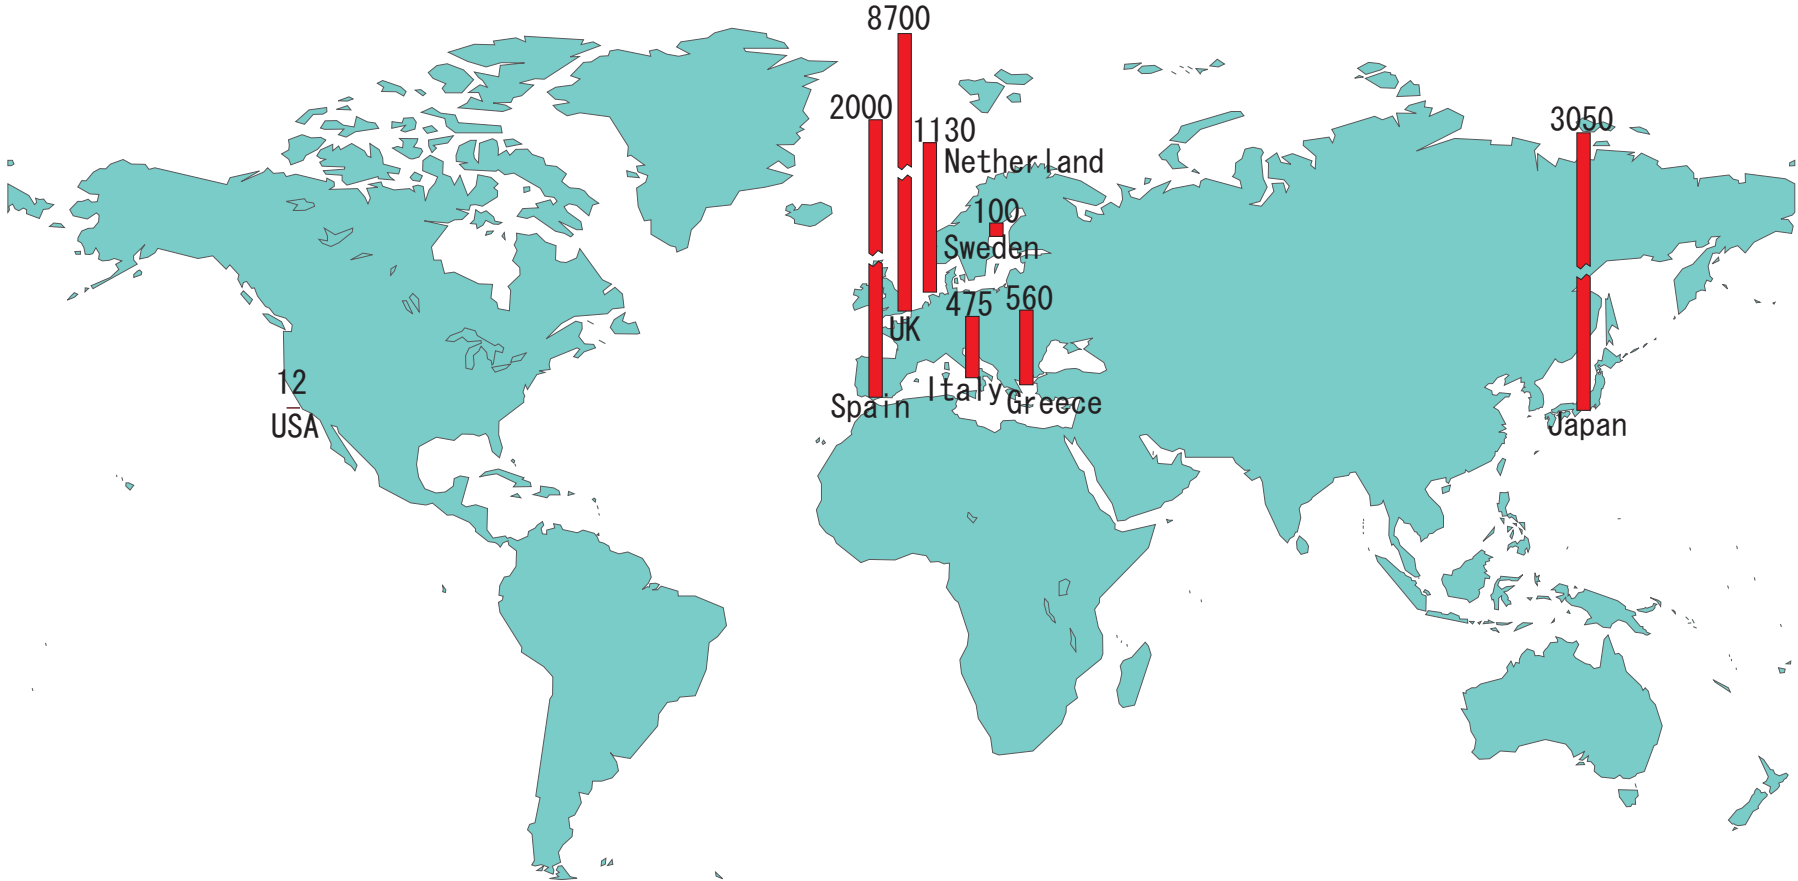 8700
2000
1130
Netherland
3050
100
Sweden
475
560
UK
12
USA
Spain
Italy
Greece
Japan